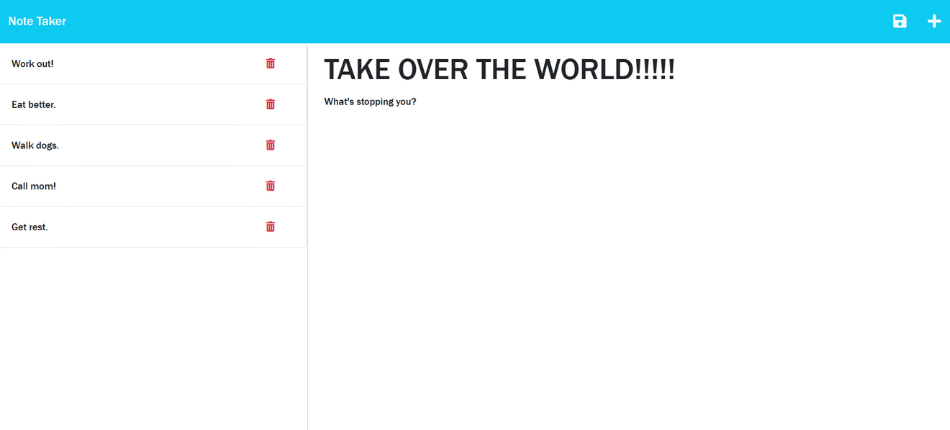 Note Taker
Work out!
Eat better.
Walk dogs.
Call mom!
Get rest.
TAKE OVER THE WORLD!!!!!
What's stopping you?